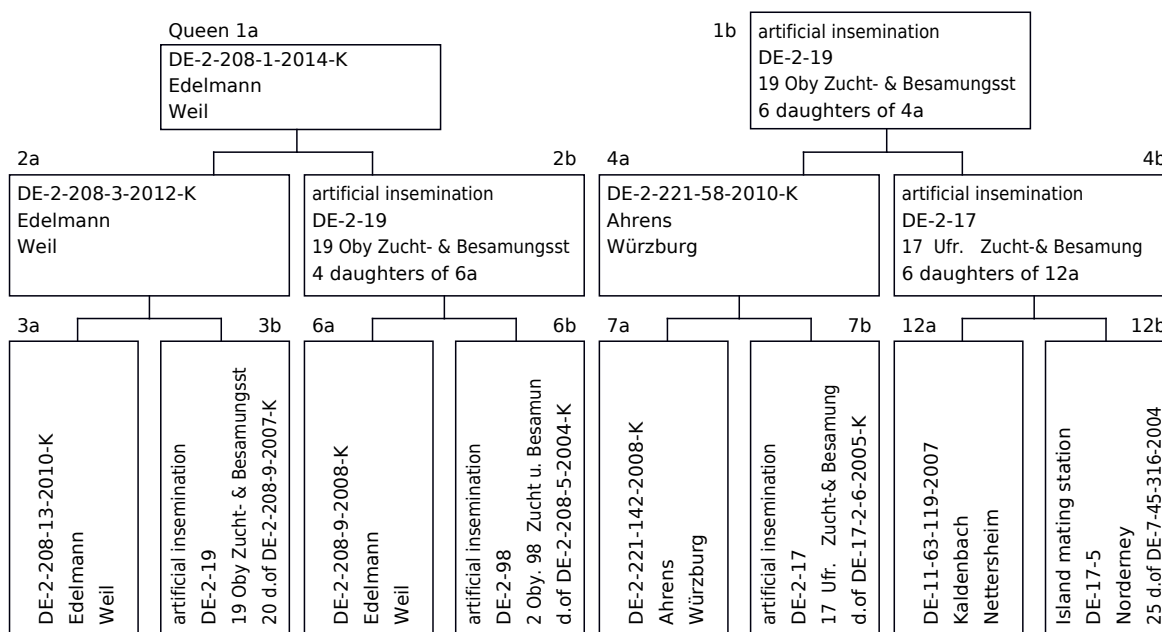 Queen 1a
DE-2-208-1-2014-K
Edelmann
Weil
1b
artificial insemination
DE-2-19
19 Oby Zucht- & Besamungsst
6 daughters of 4a
2a
DE-2-208-3-2012-K
Edelmann
Weil
2b
artificial insemination
DE-2-19
19 Oby Zucht- & Besamungsst
4 daughters of 6a
4a
DE-2-221-58-2010-K
Ahrens
Würzburg
4b
artificial insemination
DE-2-17
17 Ufr. Zucht-& Besamung
6 daughters of 12a
3a
DE-2-208-13-2010-K
Edelmann
Weil
3b
artificial insemination
DE-2-19
19 Oby Zucht- & Besamungsst
20 d.of DE-2-208-9-2007-K
6a
DE-2-208-9-2008-K
Edelmann
Weil
6b
artificial insemination
DE-2-98
2 Oby. 98 Zucht u. Besamun
d.of DE-2-208-5-2004-K
7a
DE-2-221-142-2008-K
Ahrens
Würzburg
7b
artificial insemination
DE-2-17
17 Ufr. Zucht-& Besamung
d.of DE-17-2-6-2005-K
12a
DE-11-63-119-2007
Kaldenbach
Nettersheim
12b
Island mating station
DE-17-5
Norderney
25 d.of DE-7-45-316-2004